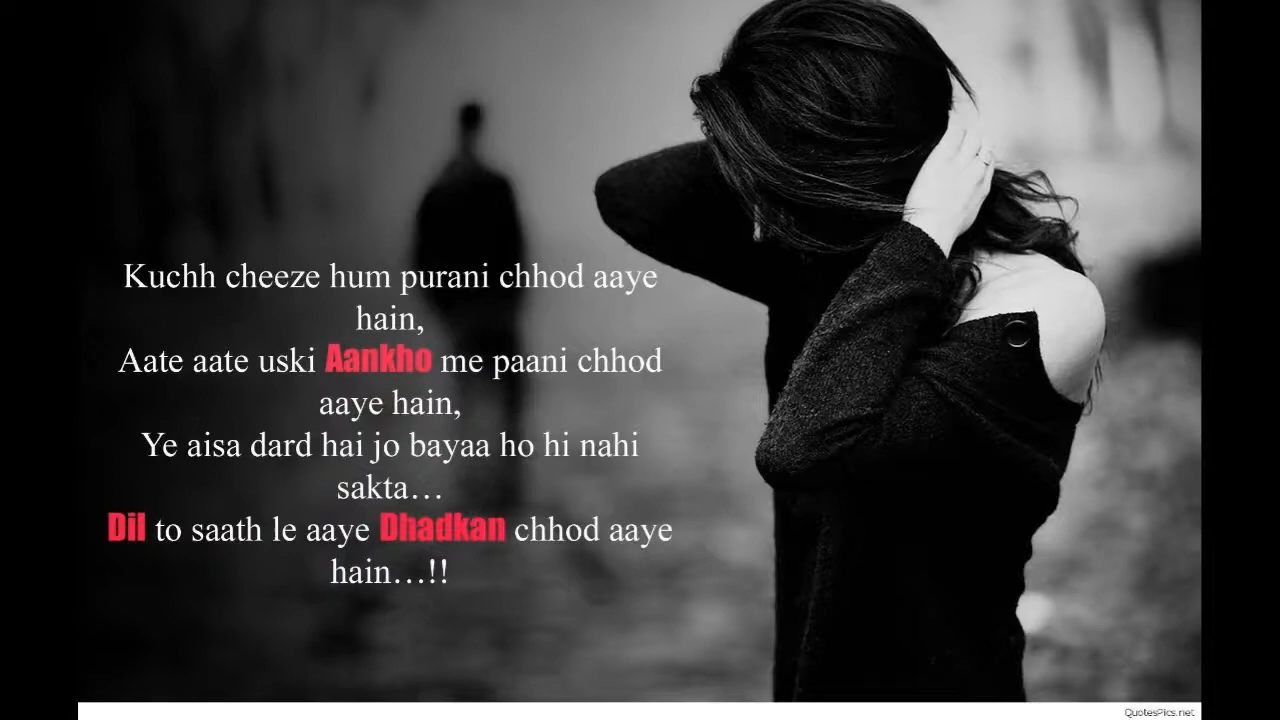 Kuchh cheeze hum purani chhod aaye
hain,
Aate aate uski Aankho me paani chhod
aaye hain,
Ye aisa dard hai jo bayaa ho hi nahi
sakta…
Dil to saath le aaye Dhadkan chhod aaye
hain…!!
QuotesPics.net